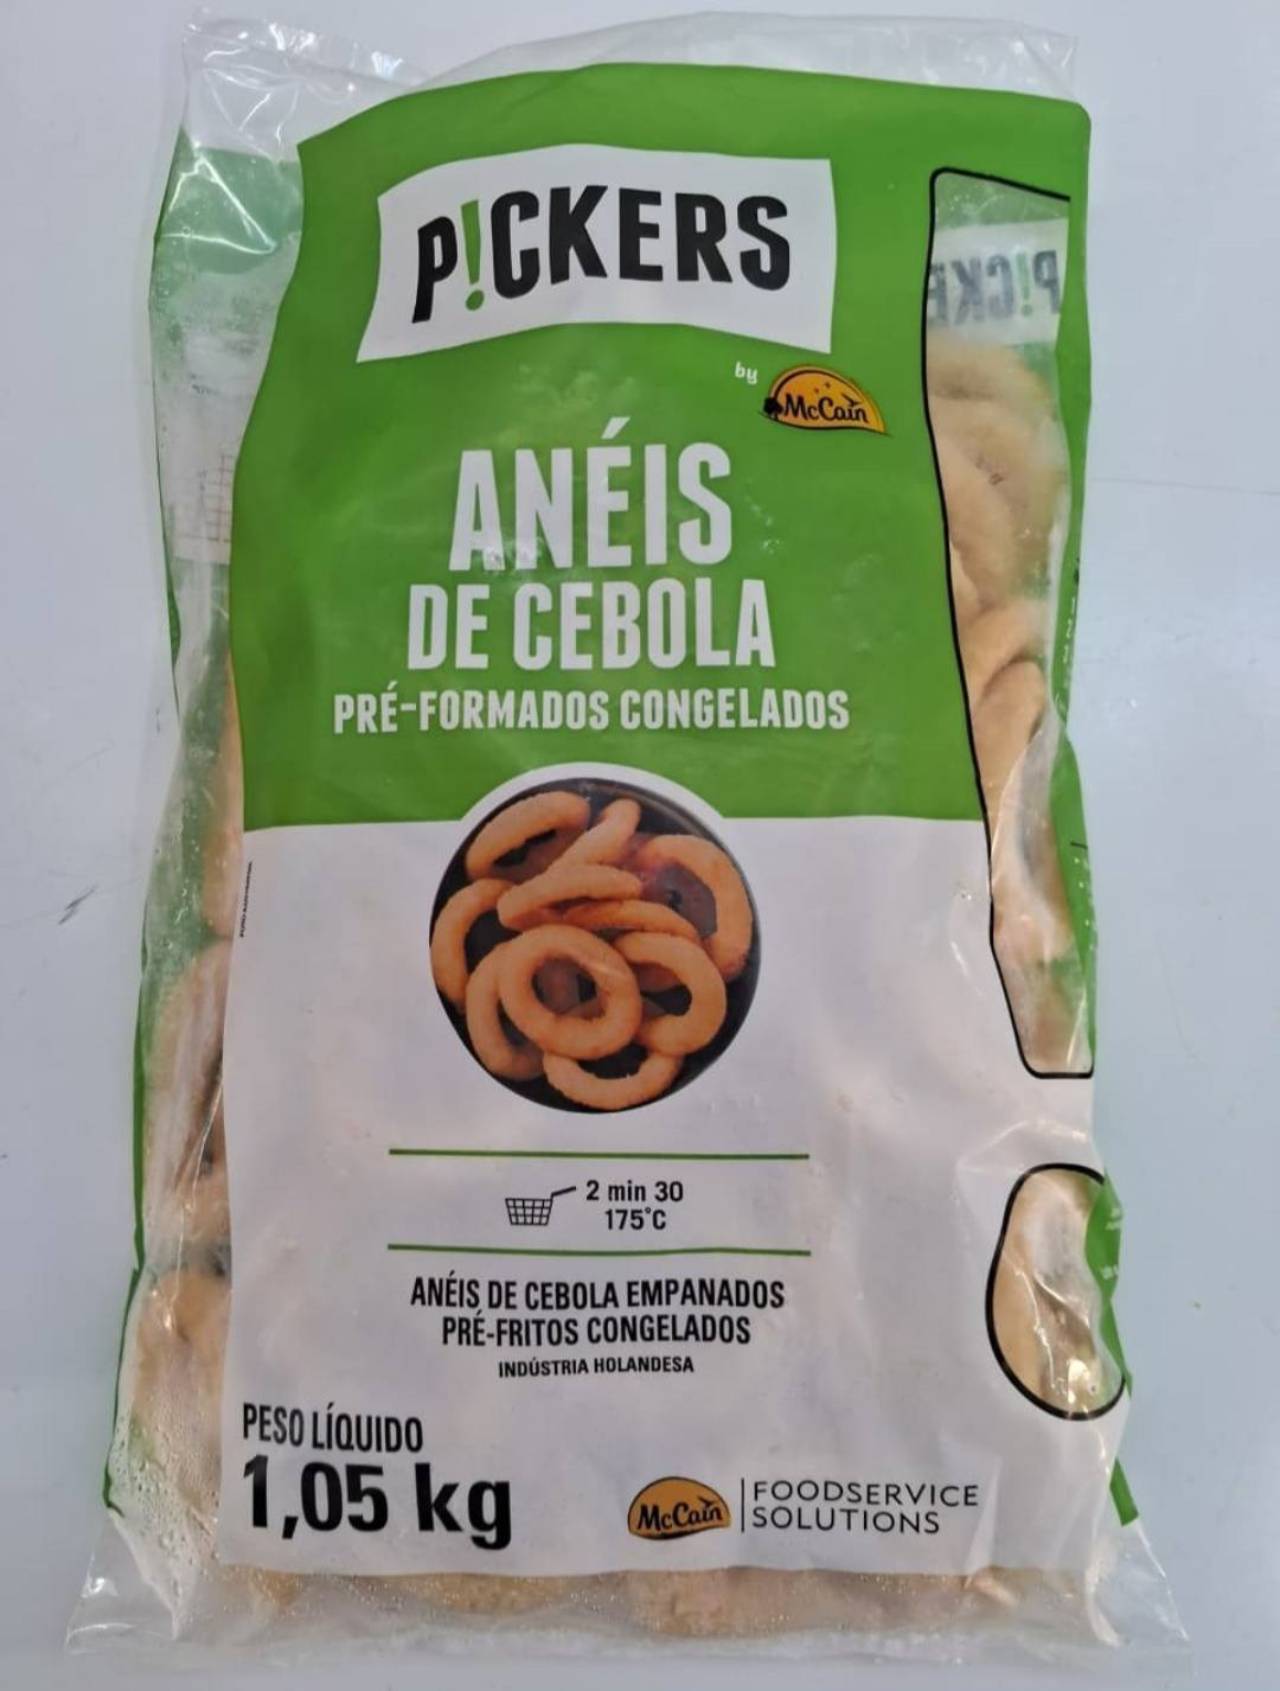 P!CKERS
by McCain
ANÉIS
DE CEBOLA
PRÉ-FORMADOS CONGELADOS
2 min 30
175°C
ANÉIS DE CEBOLA EMPANADOS
PRÉ-FRITOS CONGELADOS
INDÚSTRIA HOLANDESA
PESO LÍQUIDO
1,05 kg
McCain
FOODSERVICE
SOLUTIONS